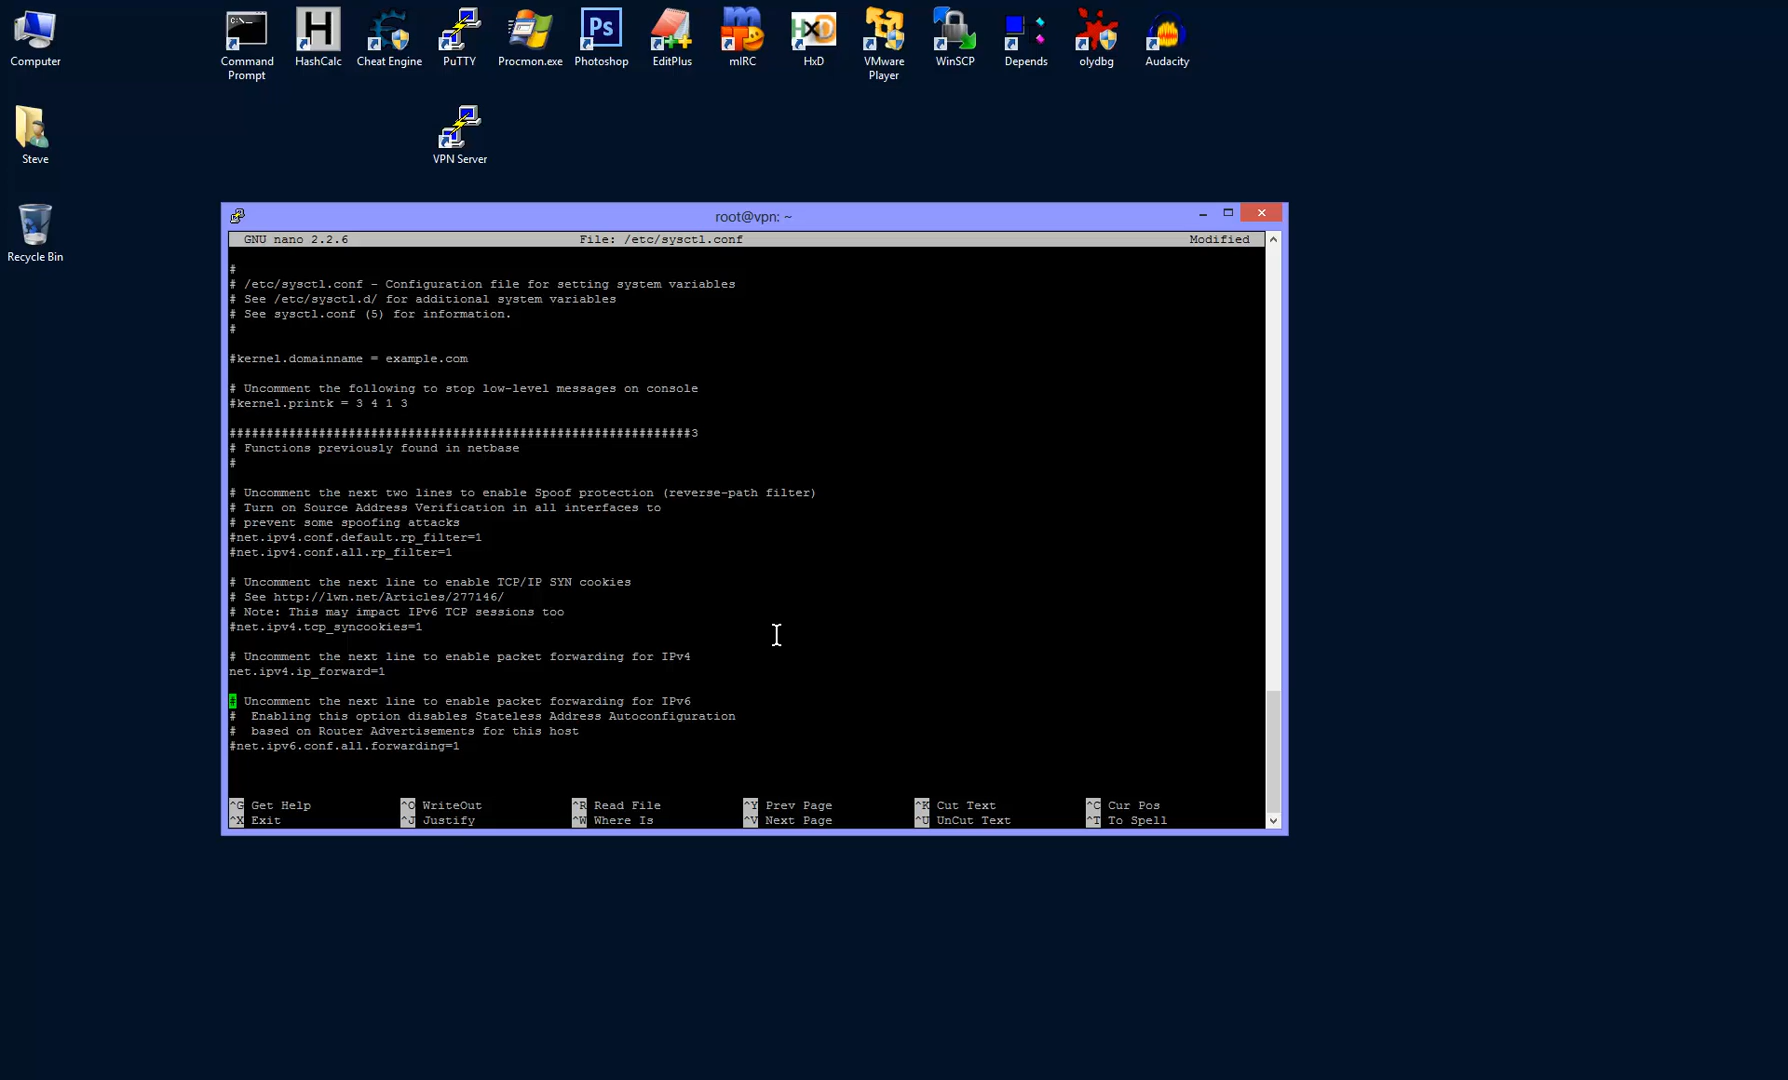 Computer
Command Prompt
HashCalc
Cheat Engine
PuTTY
Procmon.exe
Photoshop
EditPlus
mIRC
HxD
VMware Player
WinSCP
Depends
olydbg
Audacity
C:\_
H
Ps
HxD
Steve
VPN Server
Recycle Bin
root@vpn: ~
GNU nano 2.2.6 File: /etc/sysctl.conf Modified
#
# /etc/sysctl.conf - Configuration file for setting system variables
# See /etc/sysctl.d/ for additional system variables
# See sysctl.conf (5) for information.
#
#kernel.domainname = example.com
# Uncomment the following to stop low-level messages on console
#kernel.printk = 3 4 1 3
##############################################################3
# Functions previously found in netbase
#
# Uncomment the next two lines to enable Spoof protection (reverse-path filter)
# Turn on Source Address Verification in all interfaces to
# prevent some spoofing attacks
#net.ipv4.conf.default.rp_filter=1
#net.ipv4.conf.all.rp_filter=1
# Uncomment the next line to enable TCP/IP SYN cookies
# See http://lwn.net/Articles/277146/
# Note: This may impact IPv6 TCP sessions too
#net.ipv4.tcp_syncookies=1
# Uncomment the next line to enable packet forwarding for IPv4
net.ipv4.ip_forward=1
# Uncomment the next line to enable packet forwarding for IPv6
#  Enabling this option disables Stateless Address Autoconfiguration
#  based on Router Advertisements for this host
#net.ipv6.conf.all.forwarding=1
^G Get Help ^O WriteOut ^R Read File ^Y Prev Page ^K Cut Text ^C Cur Pos
^X Exit ^J Justify ^W Where Is ^V Next Page ^U UnCut Text ^T To Spell